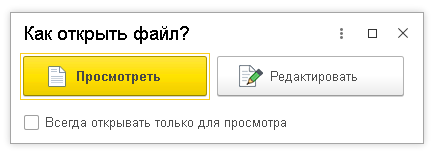 Как открыть файл?
Просмотреть
Редактировать
Всегда открывать только для просмотра